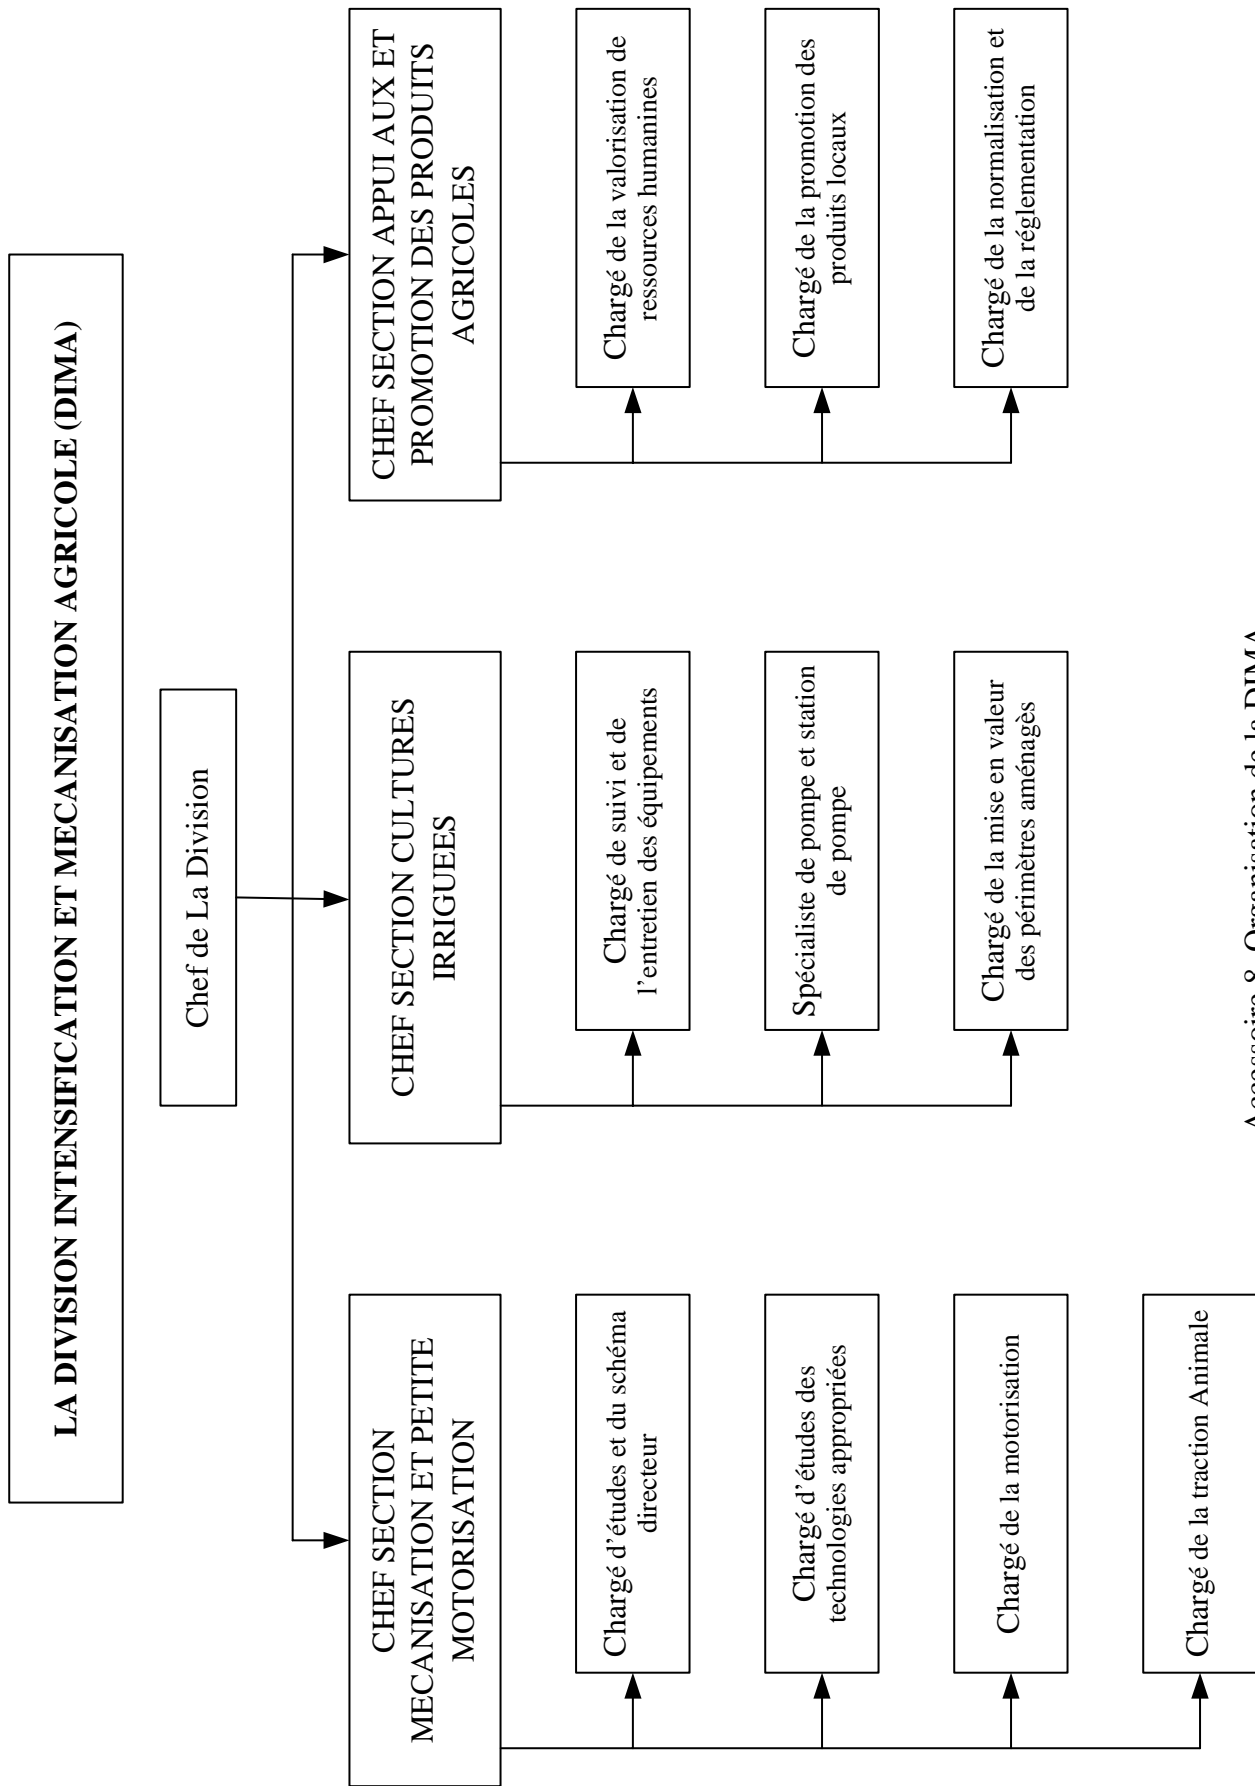 LA DIVISION INTENSIFICATION ET MECANISATION AGRICOLE (DIMA)
Chef de La Division
CHEF SECTION
MECANISATION ET PETITE
MOTORISATION
Chargé d'études et du schéma
directeur
Chargé d'études des
technologies appropriées
Chargé de la motorisation
Chargé de la traction Animale
CHEF SECTION CULTURES
IRRIGUEES
Chargé de suivi et de
l'entretien des équipements
Spécialiste de pompe et station
de pompe
Chargé de la mise en valeur
des périmètres aménagès
CHEF SECTION APPUI AUX ET
PROMOTION DES PRODUITS
AGRICOLES
Chargé de la valorisation de
ressources humanines
Chargé de la promotion des
produits locaux
Chargé de la normalisation et
de la réglementation
Accessoire 8 Organisation de la DIMA